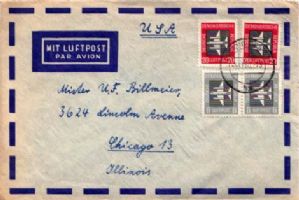 U S A
MIT LUFTPOST
PAR AVION
Mister U. F. Billmeier,
3624 Lincoln Avenue
Chicago 13
Illinois